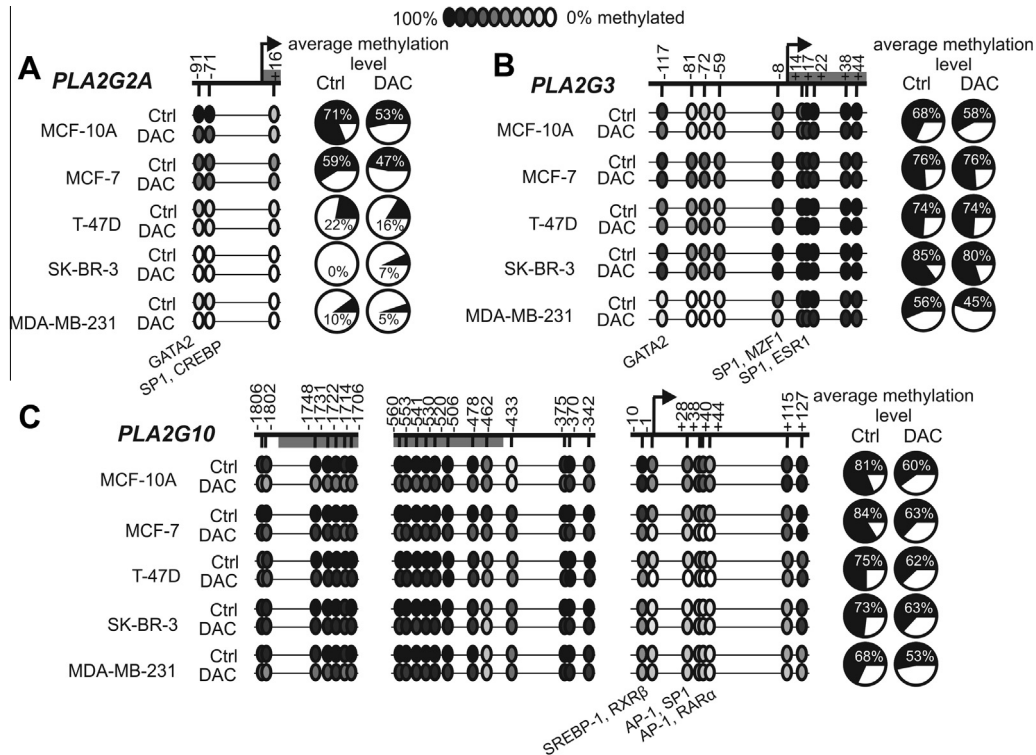 100% 0% methylated
A
PLA2G2A
-91
-71
+16
average methylation level
Ctrl DAC
MCF-10A
Ctrl
DAC
71% 53%
MCF-7
Ctrl
DAC
59% 47%
T-47D
Ctrl
DAC
22% 16%
SK-BR-3
Ctrl
DAC
0% 7%
MDA-MB-231
Ctrl
DAC
10% 5%
GATA2
SP1, CREBP
B
PLA2G3
-117
-81
-72
-59
-8
+14
+17
+22
+38
+44
average methylation level
Ctrl DAC
MCF-10A
Ctrl
DAC
68% 58%
MCF-7
Ctrl
DAC
76% 76%
T-47D
Ctrl
DAC
74% 74%
SK-BR-3
Ctrl
DAC
85% 80%
MDA-MB-231
Ctrl
DAC
56% 45%
GATA2
SP1, MZF1
SP1, ESR1
C
PLA2G10
-1806
-1802
-1748
-1731
-1722
-1714
-1706
-560
-553
-541
-530
-520
-506
-478
-462
-433
-375
-370
-342
-10
-1
+28
+38
+40
+44
+115
+127
average methylation level
Ctrl DAC
MCF-10A
Ctrl
DAC
81% 60%
MCF-7
Ctrl
DAC
84% 63%
T-47D
Ctrl
DAC
75% 62%
SK-BR-3
Ctrl
DAC
73% 63%
MDA-MB-231
Ctrl
DAC
68% 53%
SREBP-1, RXRβ
AP-1, SP1
AP-1, RARα